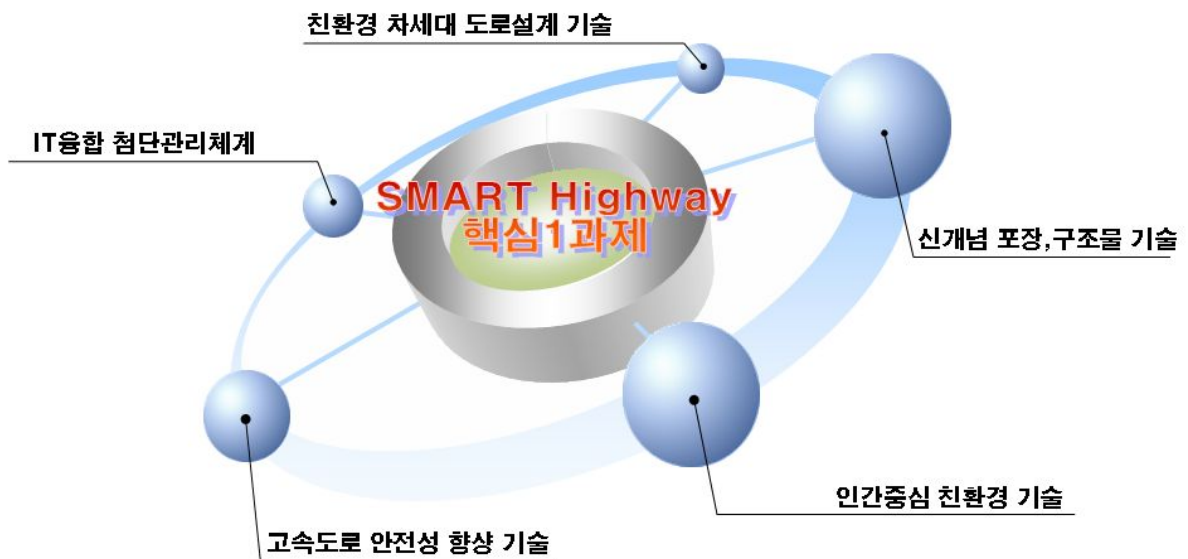 친환경 차세대 도로설계 기술
IT융합 첨단관리체계
SMART Highway
핵심1과제
신개념 포장,구조물 기술
인간중심 친환경 기술
고속도로 안전성 향상 기술